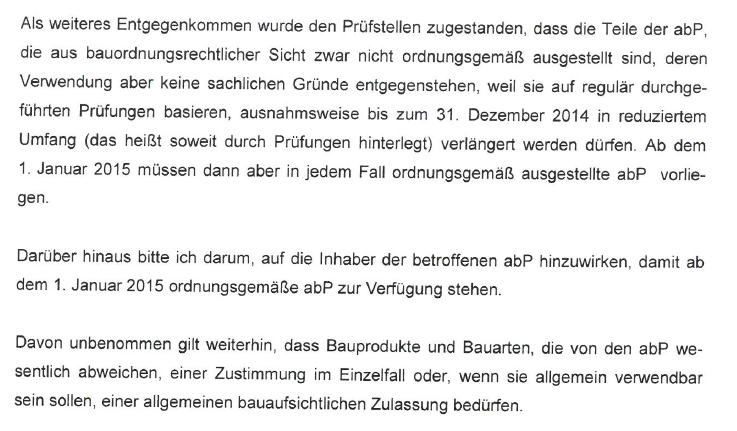 Als weiteres Entgegenkommen wurde den Prüfstellen zugestanden, dass die Teile der abP,
die aus bauordnungsrechtlicher Sicht zwar nicht ordnungsgemäß ausgestellt sind, deren
Verwendung aber keine sachlichen Gründe entgegenstehen, weil sie auf regulär durchge-
führten Prüfungen basieren, ausnahmsweise bis zum 31. Dezember 2014 in reduziertem
Umfang (das heißt soweit durch Prüfungen hinterlegt) verlängert werden dürfen. Ab dem
1. Januar 2015 müssen dann aber in jedem Fall ordnungsgemäß ausgestellte abP vorlie-
gen.
Darüber hinaus bitte ich darum, auf die Inhaber der betroffenen abP hinzuwirken, damit ab
dem 1. Januar 2015 ordnungsgemäße abP zur Verfügung stehen.
Davon unbenommen gilt weiterhin, dass Bauprodukte und Bauarten, die von den abP we-
sentlich abweichen, einer Zustimmung im Einzelfall oder, wenn sie allgemein verwendbar
sein sollen, einer allgemeinen bauaufsichtlichen Zulassung bedürfen.